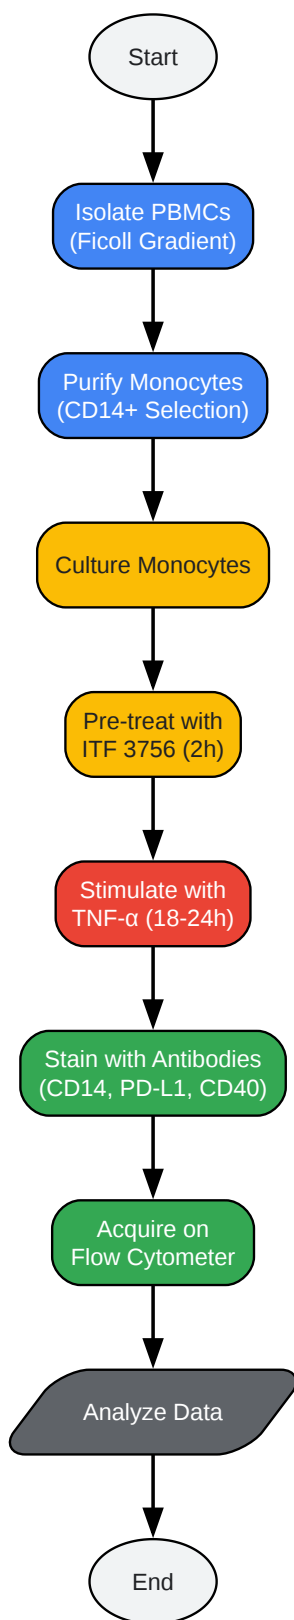 Start
Isolate PBMCs
(Ficoll Gradient)
Purify Monocytes
(CD14+ Selection)
Culture Monocytes
Pre-treat with
ITF 3756 (2h)
Stimulate with
TNF-α (18-24h)
Stain with Antibodies
(CD14, PD-L1, CD40)
Acquire on
Flow Cytometer
Analyze Data
End